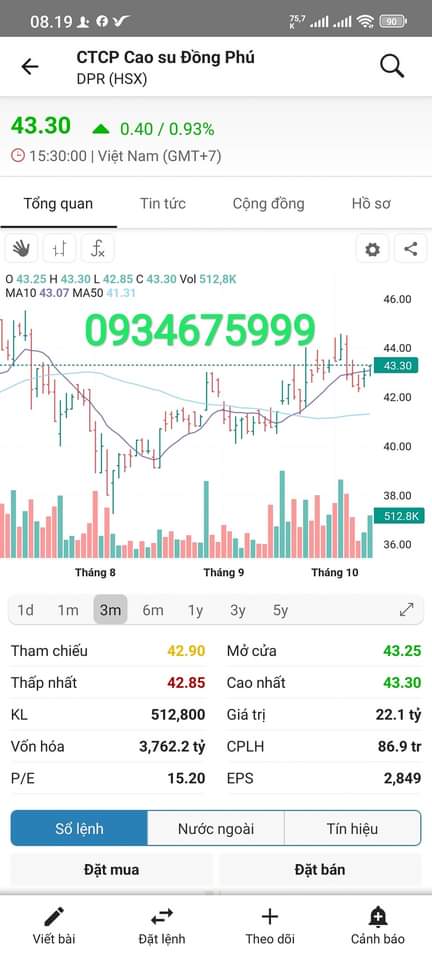 08.19
75,7
K
90
CTCP Cao su Đồng Phú
DPR (HSX)
43.30
0.40 / 0.93%
15:30:00 | Việt Nam (GMT+7)
Tổng quan Tin tức Cộng đồng Hồ sơ
fx
O 43.25 H 43.30 L 42.85 C 43.30 Vol 512,8K
MA10 43.07 MA50 41.31
0934675999
46.00
44.00
43.30
42.00
40.00
38.00
512.8K
36.00
Tháng 8 Tháng 9 Tháng 10
1d 1m 3m 6m 1y 3y 5y
Tham chiếu 42.90 Mở cửa 43.25
Thấp nhất 42.85 Cao nhất 43.30
KL 512,800 Giá trị 22.1 tỷ
Vốn hóa 3,762.2 tỷ CPLH 86.9 tr
P/E 15.20 EPS 2,849
Sổ lệnh Nước ngoài Tín hiệu
Đặt mua Đặt bán
Viết bài Đặt lệnh Theo dõi Cảnh báo